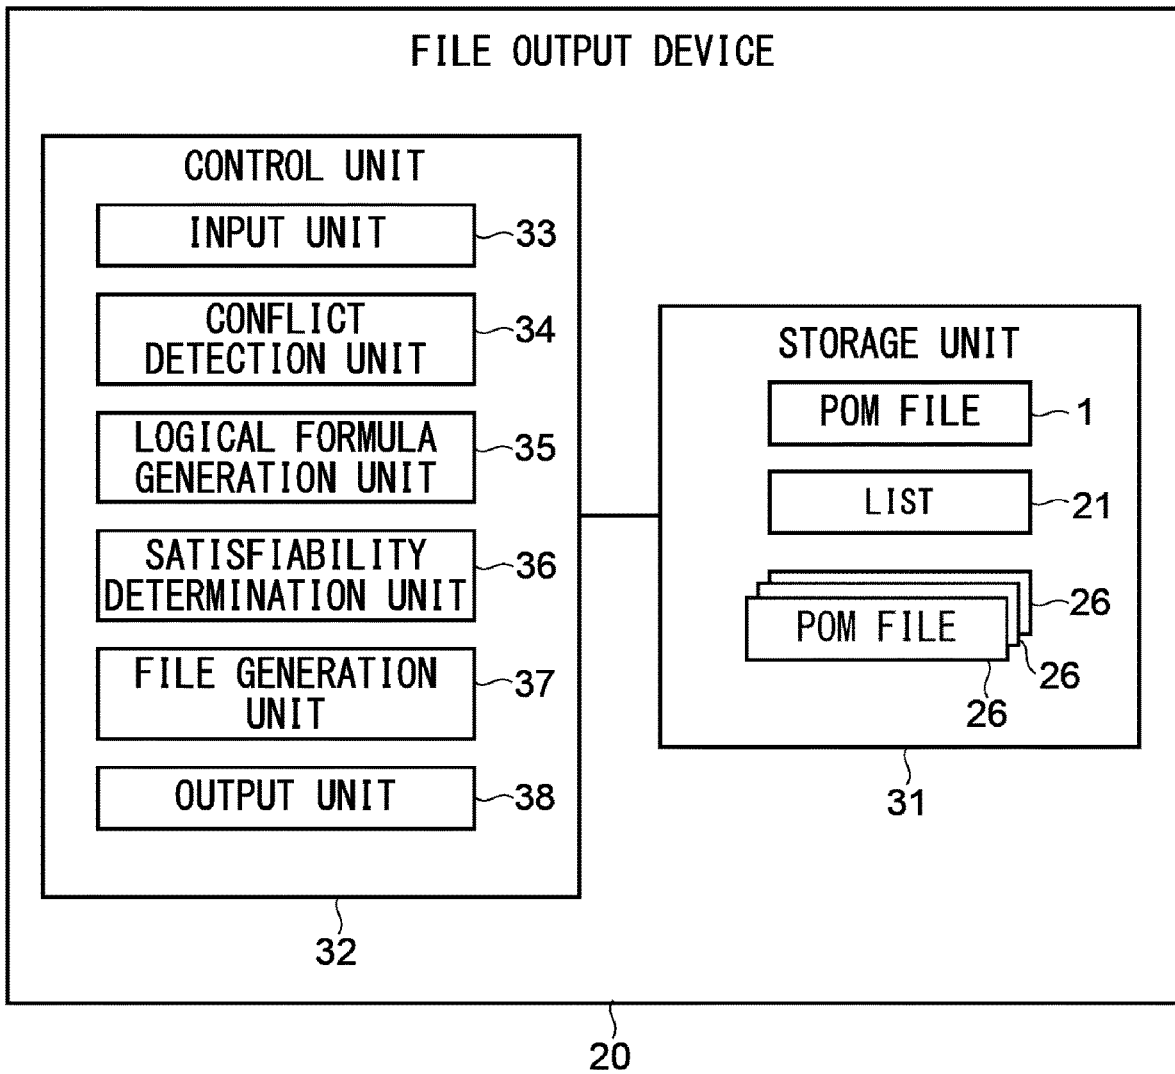 FILE OUTPUT DEVICE
CONTROL UNIT
INPUT UNIT
33
CONFLICT
DETECTION UNIT
34
LOGICAL FORMULA
GENERATION UNIT
35
SATISFIABILITY
DETERMINATION UNIT
36
FILE GENERATION
UNIT
37
OUTPUT UNIT
38
32
STORAGE UNIT
POM FILE
1
LIST
21
POM FILE
26
26
26
31
20